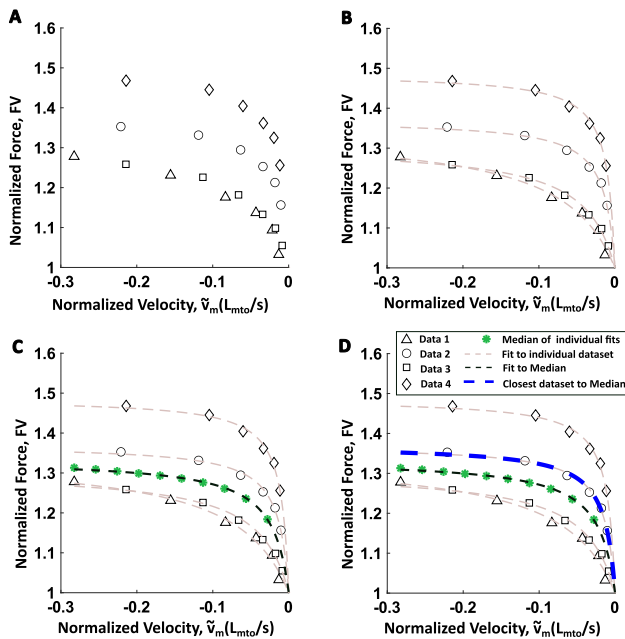 A
B
1.6
1.5
1.4
1.3
1.2
1.1
1
Normalized Force, FV
-0.3
-0.2
-0.1
0
Normalized Velocity, ṽm(Lmto/s)
1.6
1.5
1.4
1.3
1.2
1.1
1
Normalized Force, FV
-0.3
-0.2
-0.1
0
Normalized Velocity, ṽm(Lmto/s)
C
D
Data 1
Data 2
Data 3
Data 4
Median of individual fits
Fit to individual dataset
Fit to Median
Closest dataset to Median
1.6
1.5
1.4
1.3
1.2
1.1
1
Normalized Force, FV
-0.3
-0.2
-0.1
0
Normalized Velocity, ṽm(Lmto/s)
1.6
1.5
1.4
1.3
1.2
1.1
1
Normalized Force, FV
-0.3
-0.2
-0.1
0
Normalized Velocity, ṽm(Lmto/s)